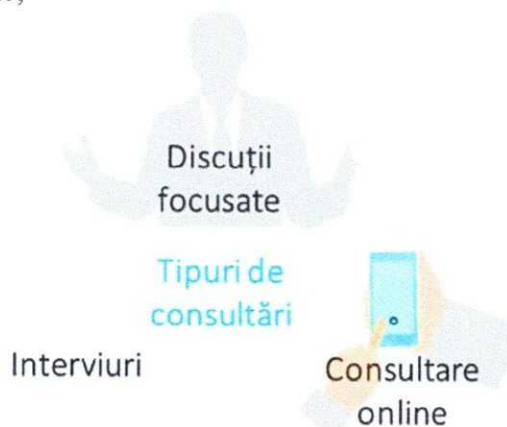 Discuții
focusate
Tipuri de
consultări
Interviuri
Consultare
online